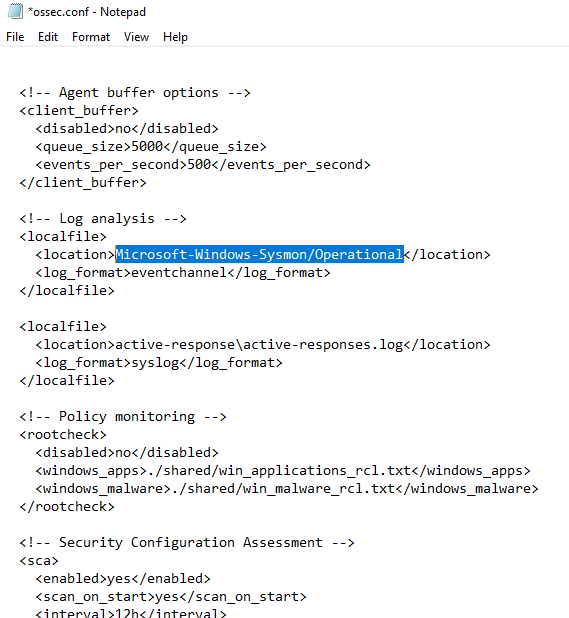 *ossec.conf - Notepad
File Edit Format View Help
<!-- Agent buffer options -->
<client_buffer>
  <disabled>no</disabled>
  <queue_size>5000</queue_size>
  <events_per_second>500</events_per_second>
</client_buffer>
<!-- Log analysis -->
<localfile>
  <location>Microsoft-Windows-Sysmon/Operational</location>
  <log_format>eventchannel</log_format>
</localfile>
<localfile>
  <location>active-response\active-responses.log</location>
  <log_format>syslog</log_format>
</localfile>
<!-- Policy monitoring -->
<rootcheck>
  <disabled>no</disabled>
  <windows_apps>./shared/win_applications_rcl.txt</windows_apps>
  <windows_malware>./shared/win_malware_rcl.txt</windows_malware>
</rootcheck>
<!-- Security Configuration Assessment -->
<sca>
  <enabled>yes</enabled>
  <scan_on_start>yes</scan_on_start>
  <interval>12h</interval>